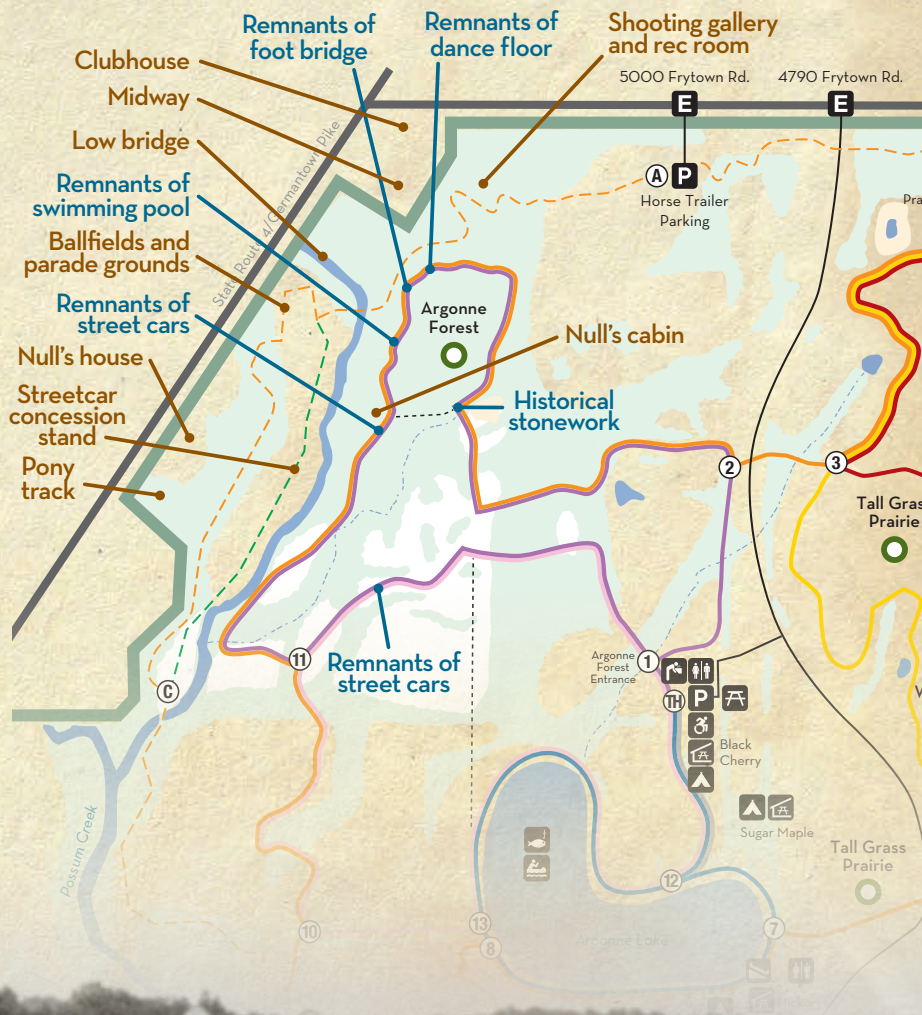 Remnants of
foot bridge
Remnants of
dance floor
Shooting gallery
and rec room
Clubhouse
5000 Frytown Rd.
4790 Frytown Rd.
Midway
E
E
Low bridge
State Route 4/Germantown Pike
Remnants of
swimming pool
A
P
Horse Trailer
Parking
Pra
Ballfields and
parade grounds
Remnants of
street cars
Argonne
Forest
Null's cabin
Null's house
Streetcar
concession
stand
Historical
stonework
Pony
track
2
3
Tall Gras
Prairie
11
Remnants of
street cars
Argonne
Forest
Entrance
1
C
TH
P
Black
Cherry
Sugar Maple
Possum Creek
Tall Grass
Prairie
12
10
13
8
7
Argonne Lake